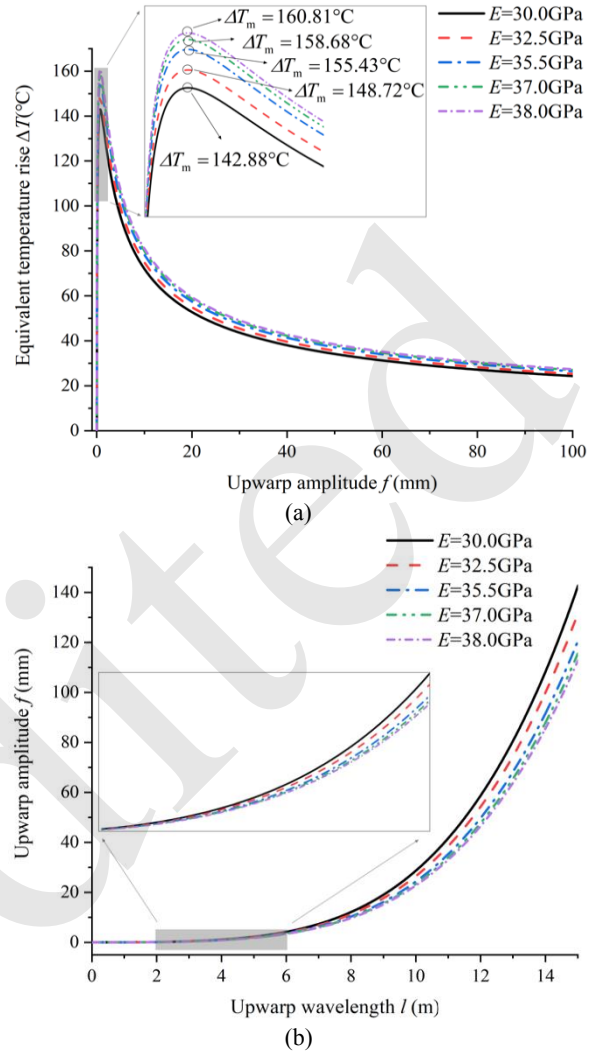 ΔTm =160.81°C
ΔTm =158.68°C
ΔTm =155.43°C
ΔTm =148.72°C
ΔTm =142.88°C
E=30.0GPa
E=32.5GPa
E=35.5GPa
E=37.0GPa
E=38.0GPa
Equivalent temperature rise ΔT(°C)
160
140
120
100
80
60
40
20
0
0 20 40 60 80 100
Upwarp amplitude f (mm)
(a)
E=30.0GPa
E=32.5GPa
E=35.5GPa
E=37.0GPa
E=38.0GPa
Upwarp amplitude f (mm)
140
120
100
80
60
40
20
0
0 2 4 6 8 10 12 14
Upwarp wavelength l (m)
(b)
dited